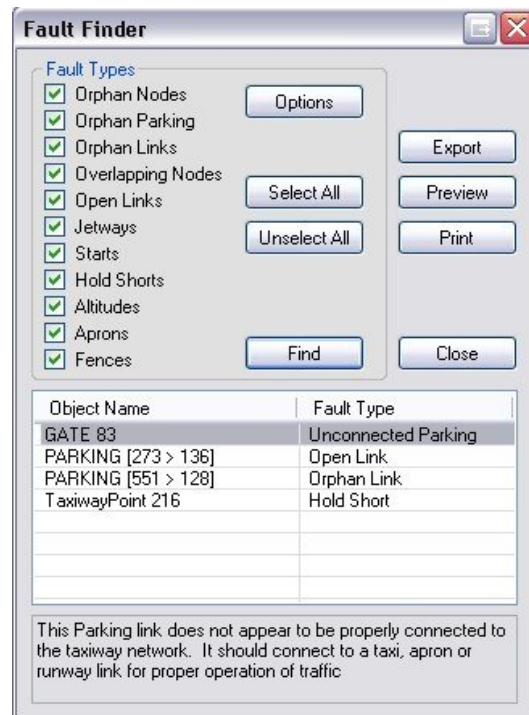 Fault Finder
Fault Types
Orphan Nodes
Orphan Parking
Orphan Links
Overlapping Nodes
Open Links
Jetways
Starts
Hold Shorts
Altitudes
Aprons
Fences
Options
Select All
Unselect All
Find
Export
Preview
Print
Close
Object Name Fault Type
GATE 83 Unconnected Parking
PARKING [273 > 136] Open Link
PARKING [551 > 128] Orphan Link
TaxiwayPoint 216 Hold Short
This Parking link does not appear to be properly connected to
the taxiway network. It should connect to a taxi, apron or
runway link for proper operation of traffic